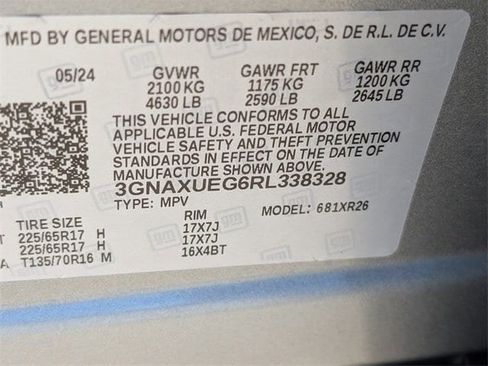 MFD BY GENERAL MOTORS DE MEXICO, S. DE R.L. DE C.V.
05/24 GVWR GAWR FRT GAWR RR
2100 KG 1175 KG 1200 KG
4630 LB 2590 LB 2645 LB
THIS VEHICLE CONFORMS TO ALL
APPLICABLE U.S. FEDERAL MOTOR
VEHICLE SAFETY AND THEFT PREVENTION
STANDARDS IN EFFECT ON THE DATE OF
MANUFACTURE SHOWN ABOVE.
3GNAXUEG6RL338328
TYPE: MPV MODEL: 681XR26
TIRE SIZE RIM
T 225/65R17 H 17X7J
225/65R17 H 17X7J
A T135/70R16 M 16X4BT
gm